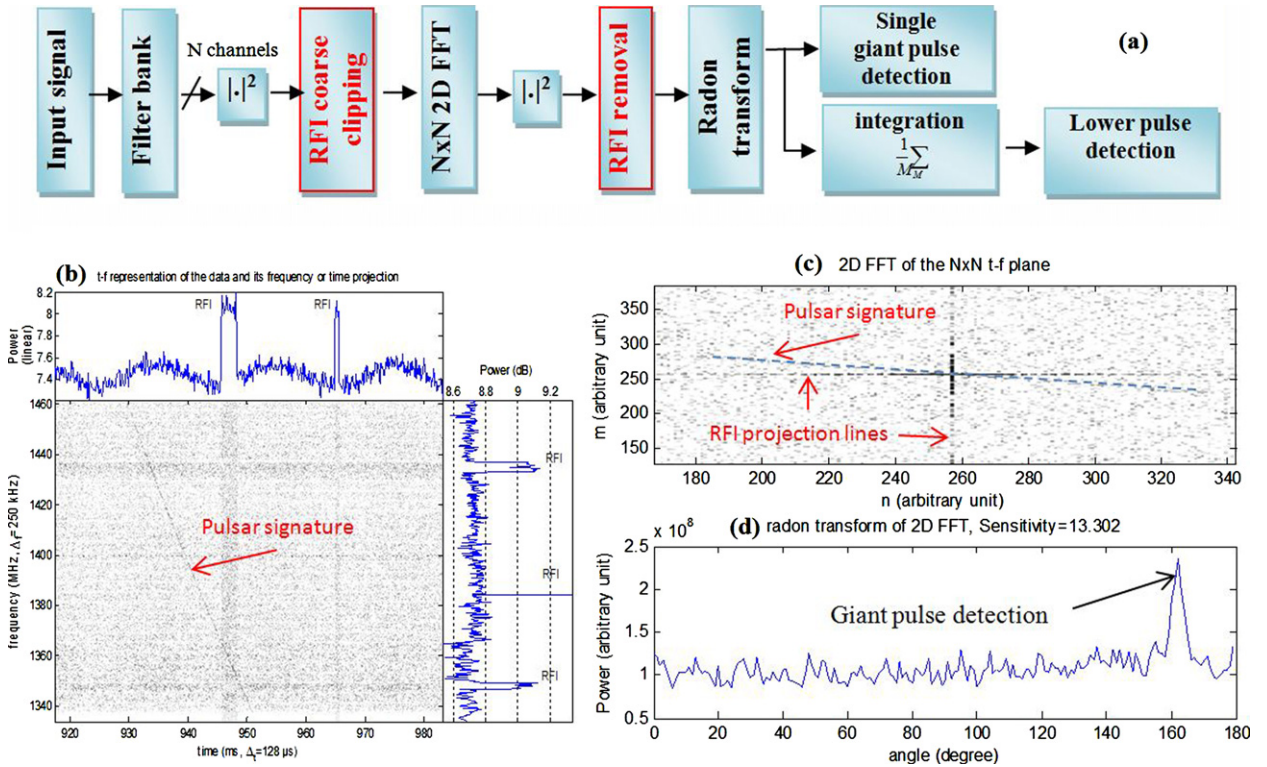 Input signal
Filter bank
N channels
|·|²
RFI coarse
clipping
NxN 2D FFT
|·|²
RFI removal
Radon
transform
Single
giant pulse
detection
integration
1/M ∑ M
Lower pulse
detection
(a)
(b) t-f representation of the data and its frequency or time projection
Power
(linear)
8.2
8
7.8
7.6
7.4
RFI
RFI
Power (dB)
8.6 8.8 9 9.2
frequency (MHz, Δf=250 kHz)
1460
1440
1420
1400
1380
1360
1340
Pulsar signature
RFI
RFI
RFI
920 930 940 950 960 970 980
time (ms, Δt=128 µs)
(c) 2D FFT of the NxN t-f plane
m (arbitrary unit)
350
300
250
200
150
Pulsar signature
RFI projection lines
180 200 220 240 260 280 300 320 340
n (arbitrary unit)
(d) radon transform of 2D FFT, Sensitivity=13.302
x 10⁸
Power (arbitrary unit)
2.5
2
1.5
1
0.5
Giant pulse detection
0 20 40 60 80 100 120 140 160 180
angle (degree)